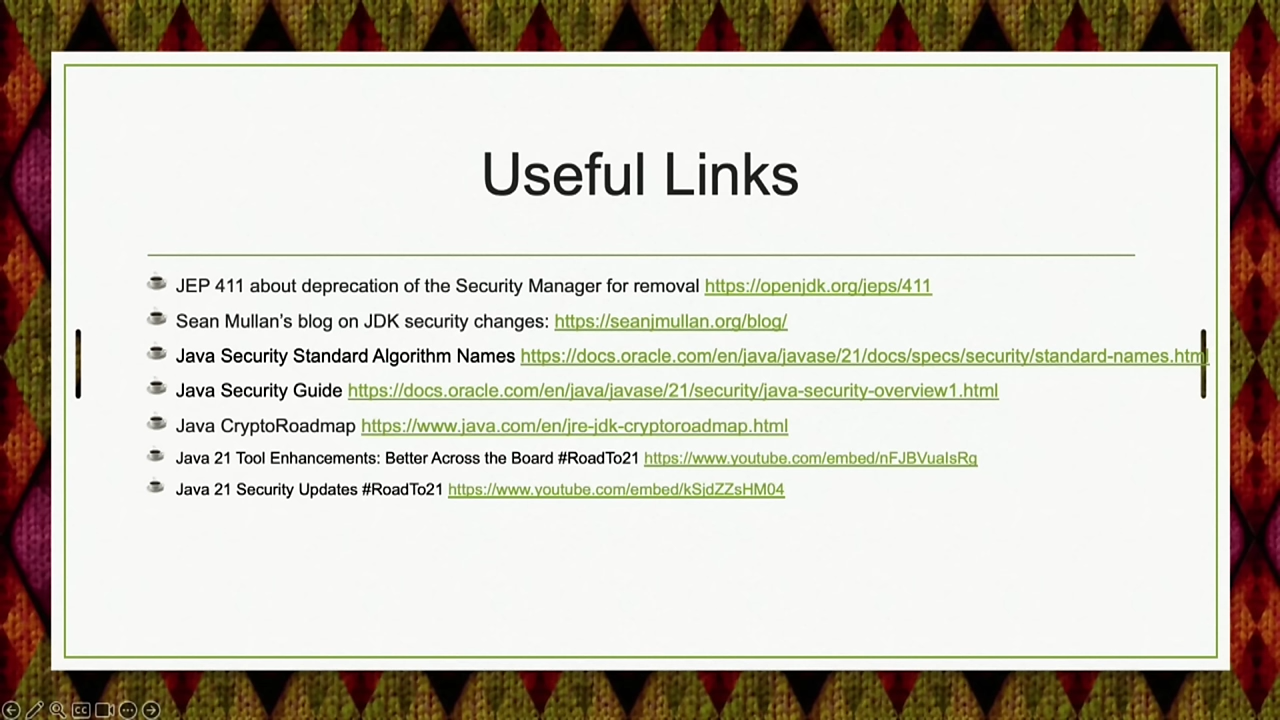 Useful Links
JEP 411 about deprecation of the Security Manager for removal https://openjdk.org/jeps/411
Sean Mullan's blog on JDK security changes: https://seanjmullan.org/blog/
Java Security Standard Algorithm Names https://docs.oracle.com/en/java/javase/21/docs/specs/security/standard-names.html
Java Security Guide https://docs.oracle.com/en/java/javase/21/security/java-security-overview1.html
Java CryptoRoadmap https://www.java.com/en/jre-jdk-cryptoroadmap.html
Java 21 Tool Enhancements: Better Across the Board #RoadTo21 https://www.youtube.com/embed/nFJBVuaIsRg
Java 21 Security Updates #RoadTo21 https://www.youtube.com/embed/kSjdZZsHM04
CC